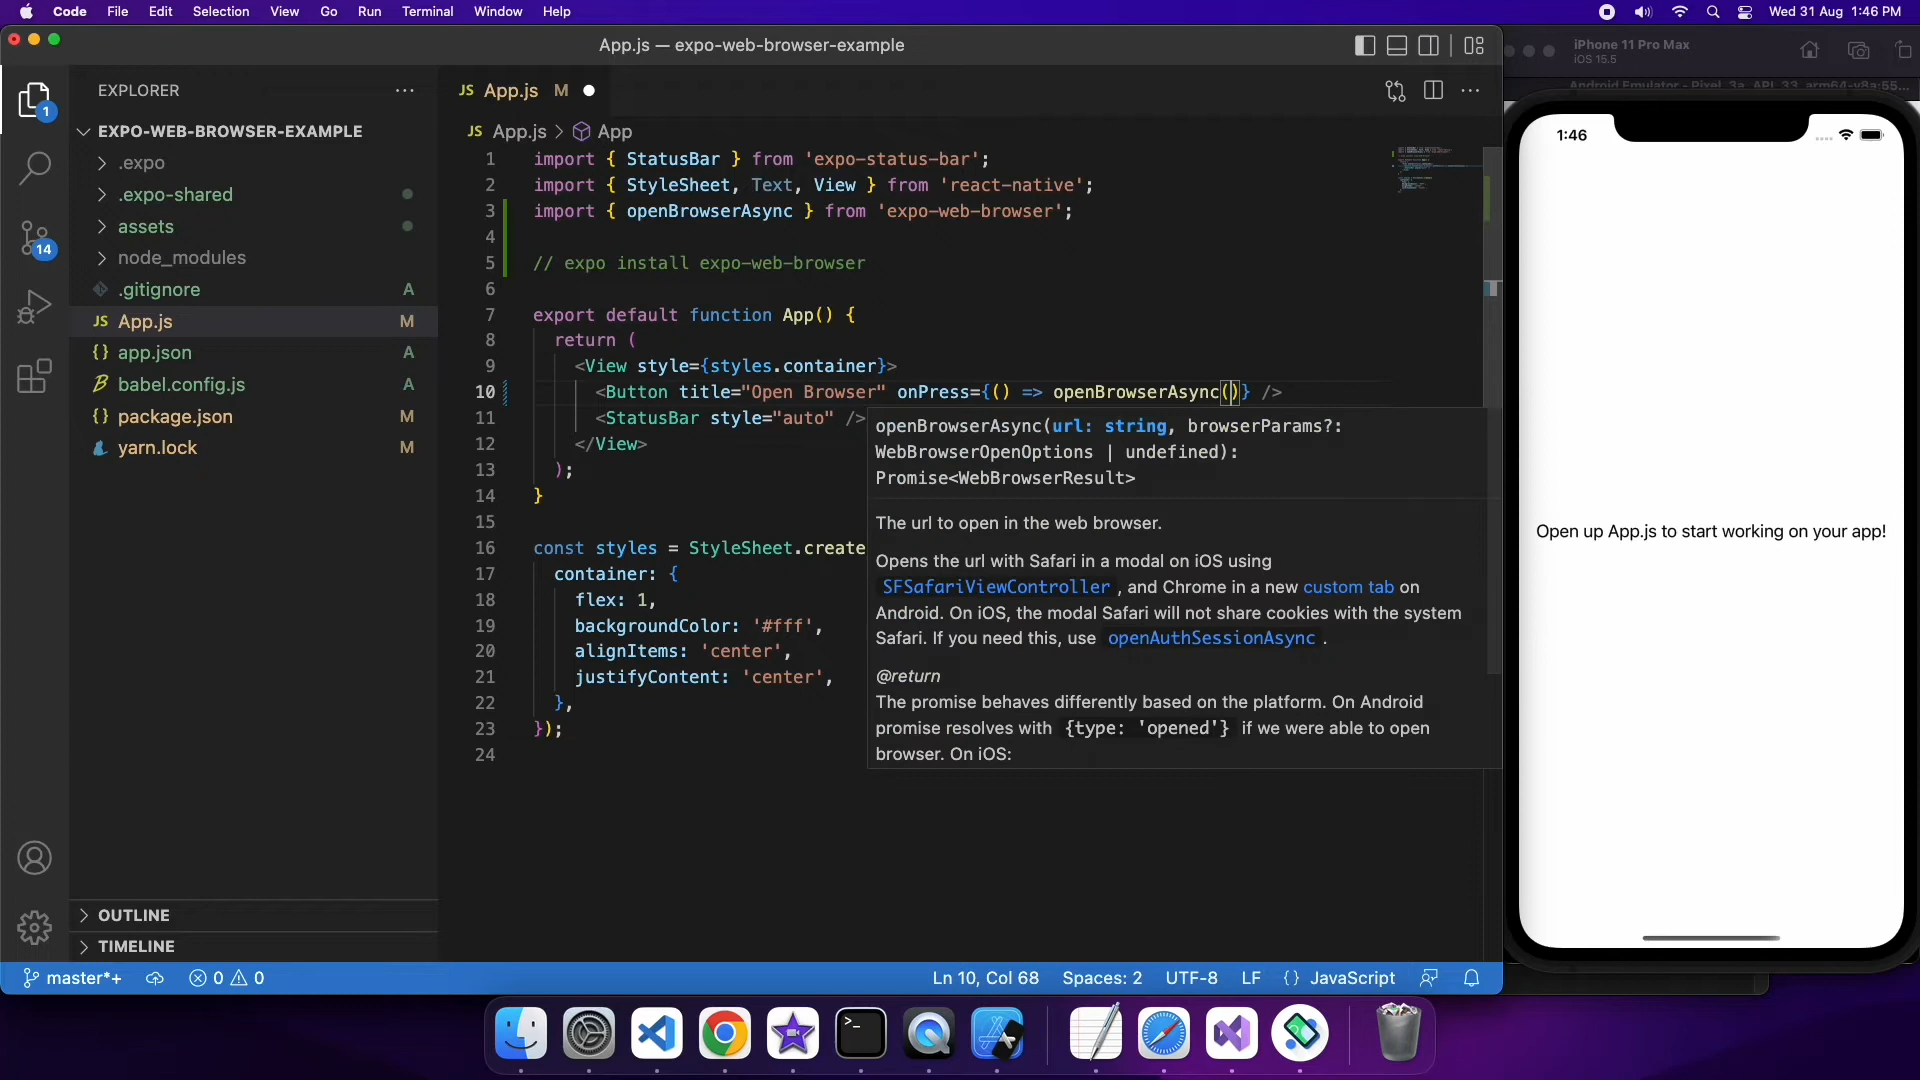 Code File Edit Selection View Go Run Terminal Window Help Wed 31 Aug 1:46 PM
App.js — expo-web-browser-example
iPhone 11 Pro Max
iOS 15.5
Android Emulator - Pixel_3a_API_33_arm64-v8a:55...
EXPLORER
1
EXPO-WEB-BROWSER-EXAMPLE
.expo
.expo-shared
assets
14
node_modules
.gitignore A
JS App.js M
{} app.json A
babel.config.js A
{} package.json M
yarn.lock M
OUTLINE
TIMELINE
JS App.js M
JS App.js > App
1 import { StatusBar } from 'expo-status-bar';
2 import { StyleSheet, Text, View } from 'react-native';
3 import { openBrowserAsync } from 'expo-web-browser';
4
5 // expo install expo-web-browser
6
7 export default function App() {
8 return (
9 <View style={styles.container}>
10 <Button title="Open Browser" onPress={() => openBrowserAsync()} />
11 <StatusBar style="auto" />
12 </View>
13 );
14 }
15
16 const styles = StyleSheet.create
17 container: {
18 flex: 1,
19 backgroundColor: '#fff',
20 alignItems: 'center',
21 justifyContent: 'center',
22 },
23 });
24
openBrowserAsync(url: string, browserParams?:
WebBrowserOpenOptions | undefined):
Promise<WebBrowserResult>
The url to open in the web browser.
Opens the url with Safari in a modal on iOS using
SFSafariViewController , and Chrome in a new custom tab on
Android. On iOS, the modal Safari will not share cookies with the system
Safari. If you need this, use openAuthSessionAsync .
@return
The promise behaves differently based on the platform. On Android
promise resolves with {type: 'opened'} if we were able to open
browser. On iOS:
1:46
Open up App.js to start working on your app!
master*+ 0 0 Ln 10, Col 68 Spaces: 2 UTF-8 LF {} JavaScript